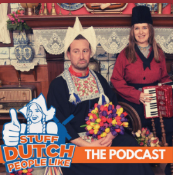 STUFF
DUTCH
PEOPLE LIKE
THE PODCAST